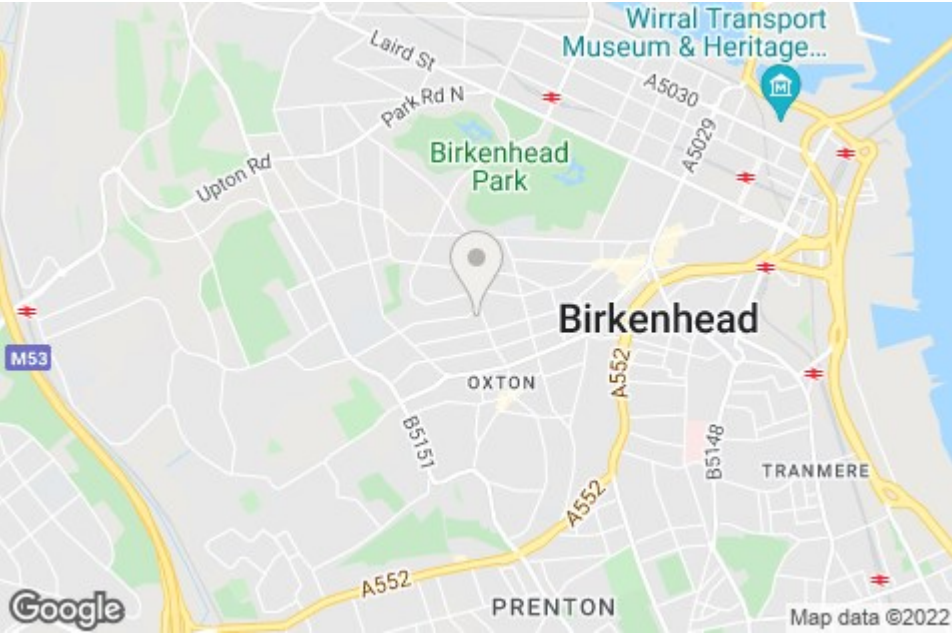 Wirral Transport
Museum & Heritage...
Laird St
A5030
Park Rd N
A5029
Birkenhead
Park
Upton Rd
Birkenhead
M53
A552
OXTON
B5151
B5148
TRANMERE
A552
A552
PRENTON
Google
Map data ©2022